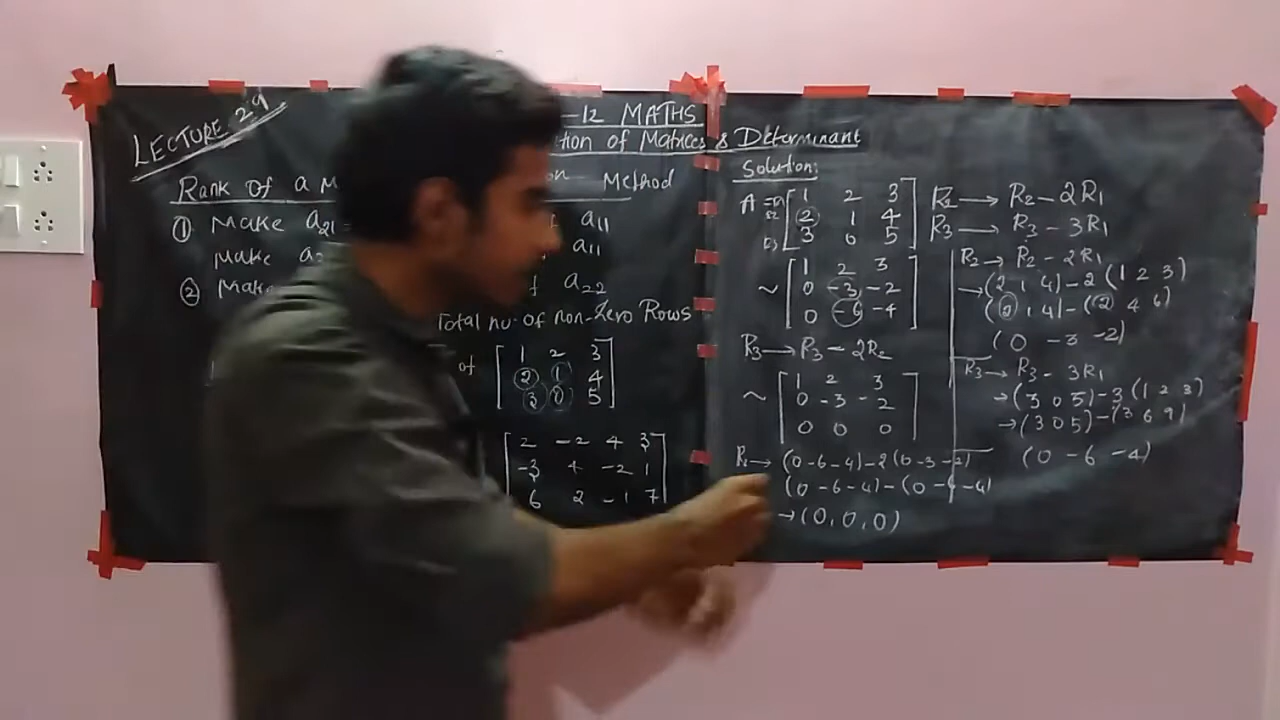 LECTURE 29
-12 MATHS
tion of Matrices & Determinant
Rank of a M
on Method
① Make a₂₁ f a₁₁
Make a a₁₁
② Make f a₂₂
Total no. of non-Zero Rows
of [1 2 3
2 1 4
3 0 5]
[2 -2 4 3
-3 4 -2 1
6 2 -1 7]
Solution:
A = [1 2 3
2 1 4
3 0 5]
R₂ → R₂ - 2R₁
R₃ → R₃ - 3R₁
~ [1 2 3
0 -3 -2
0 -6 -4]
R₃ → R₃ - 2R₂
~ [1 2 3
0 -3 -2
0 0 0]
R₃ → (0 -6 -4) - 2(0 -3 -2)
(0 -6 -4) - (0 -6 -4)
→ (0, 0, 0)
R₂ → R₂ - 2R₁
→ (2 1 4) - 2 (1 2 3)
(2 1 4) - (2 4 6)
(0 -3 -2)
R₃ → R₃ - 3R₁
→ (3 0 5) - 3 (1 2 3)
→ (3 0 5) - (3 6 9)
(0 -6 -4)